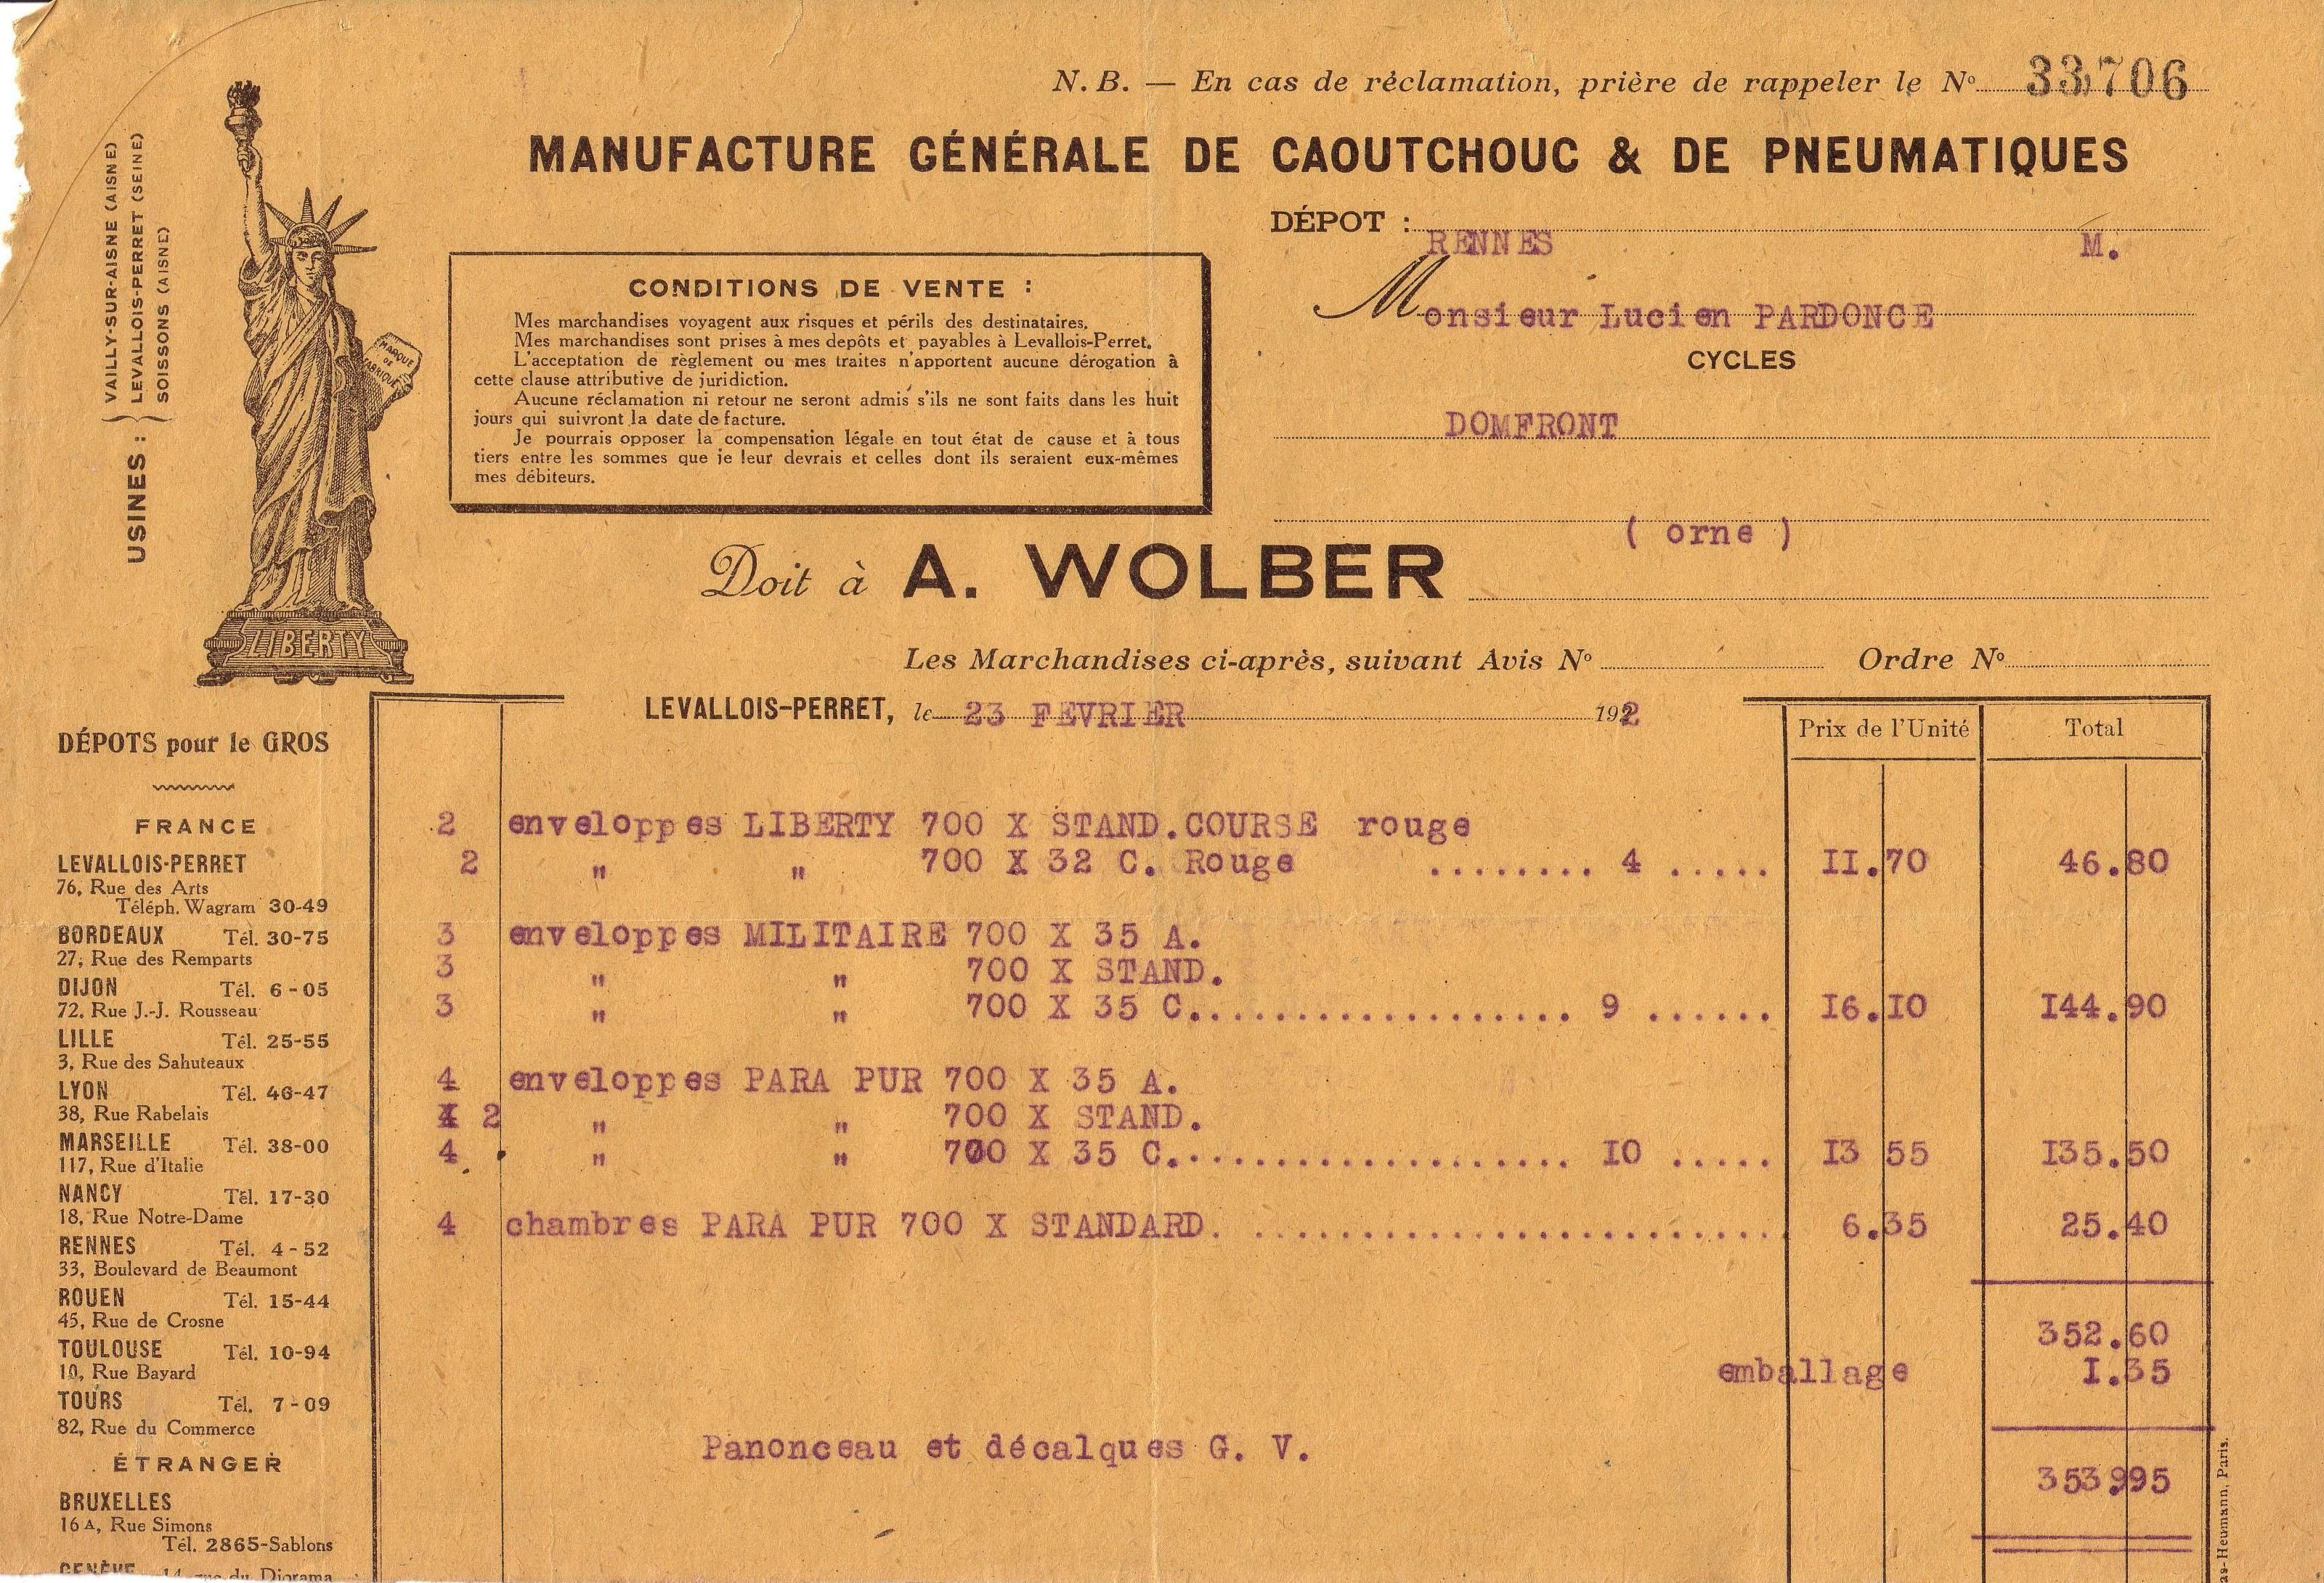 N. B. — En cas de réclamation, prière de rappeler le Nº 33706
MANUFACTURE GÉNÉRALE DE CAOUTCHOUC & DE PNEUMATIQUES
USINES :
VAILLY-SUR-AISNE (AISNE)
LEVALLOIS-PERRET (SEINE)
SOISSONS (AISNE)
MARQUE
DE
FABRIQUE
LIBERTY
DÉPOT : RENNES M.
Monsieur Lucien PARDONCE
CYCLES
DOMFRONT
( orne )
CONDITIONS DE VENTE :
Mes marchandises voyagent aux risques et périls des destinataires.
Mes marchandises sont prises à mes depôts et payables à Levallois-Perret.
L'acceptation de règlement ou mes traites n'apportent aucune dérogation à
cette clause attributive de juridiction.
Aucune réclamation ni retour ne seront admis s'ils ne sont faits dans les huit
jours qui suivront la date de facture.
Je pourrais opposer la compensation légale en tout état de cause et à tous
tiers entre les sommes que je leur devrais et celles dont ils seraient eux-mêmes
mes débiteurs.
Doit à A. WOLBER
Les Marchandises ci-après, suivant Avis Nº Ordre Nº
LEVALLOIS-PERRET, le 23 FEVRIER 192
Prix de l'Unité Total
2 enveloppes LIBERTY 700 X STAND.COURSE rouge
2 " " 700 X 32 C. Rouge ........ 4 ..... II.70 46.80
3 enveloppes MILITAIRE 700 X 35 A.
3 " " 700 X STAND.
3 " " 700 X 35 C.................. 9 ...... I6.I0 I44.90
4 enveloppes PARA PUR 700 X 35 A.
2 " " 700 X STAND.
4 " " 700 X 35 C................... IO ..... I3 55 I35.50
4 chambres PARA PUR 700 X STANDARD. ......................... 6.35 25.40
352.60
emballage I.35
Panonceau et décalques G. V.
353.95
DÉPOTS pour le GROS
FRANCE
LEVALLOIS-PERRET
76, Rue des Arts
Téléph. Wagram 30-49
BORDEAUX Tél. 30-75
27, Rue des Remparts
DIJON Tél. 6-05
72, Rue J.-J. Rousseau
LILLE Tél. 25-55
3, Rue des Sahuteaux
LYON Tél. 46-47
38, Rue Rabelais
MARSEILLE Tél. 38-00
117, Rue d'Italie
NANCY Tél. 17-30
18, Rue Notre-Dame
RENNES Tél. 4-52
33, Boulevard de Beaumont
ROUEN Tél. 15-44
45, Rue de Crosne
TOULOUSE Tél. 10-94
10, Rue Bayard
TOURS Tél. 7-09
82, Rue du Commerce
ÉTRANGER
BRUXELLES
16 A, Rue Simons
Tél. 2865-Sablons
GENÈVE 14, rue du Diorama
Heumann, Paris.